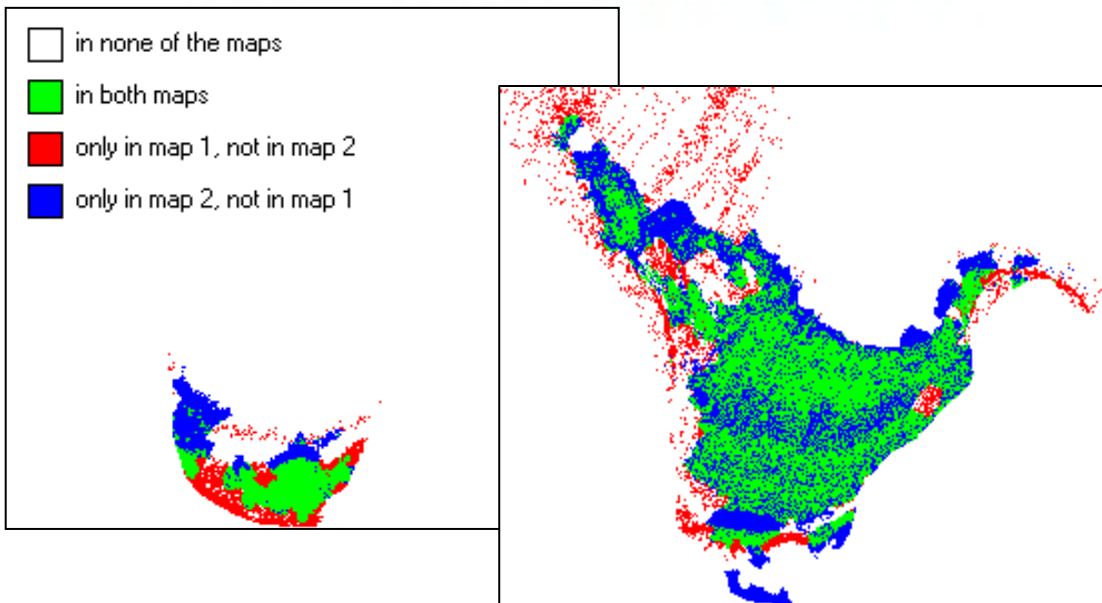 in none of the maps
in both maps
only in map 1, not in map 2
only in map 2, not in map 1